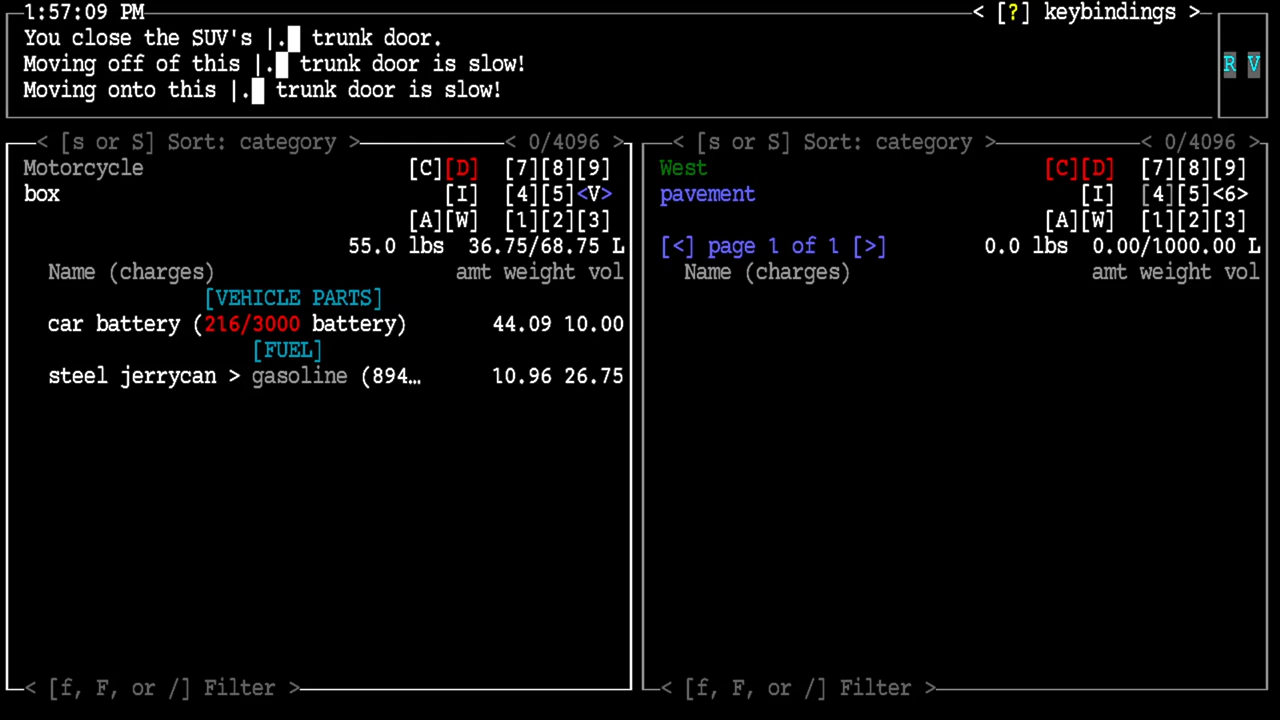 1:57:09 PM
< [?] keybindings >
You close the SUV's |.█ trunk door.
Moving off of this |.█ trunk door is slow!
Moving onto this |.█ trunk door is slow!
R V
< [s or S] Sort: category >
< 0/4096 >
Motorcycle [C][D] [7][8][9]
box [I] [4][5]<V>
[A][W] [1][2][3]
55.0 lbs 36.75/68.75 L
Name (charges) amt weight vol
[VEHICLE PARTS]
car battery (216/3000 battery) 44.09 10.00
[FUEL]
steel jerrycan > gasoline (894… 10.96 26.75
< [f, F, or /] Filter >
< [s or S] Sort: category >
< 0/4096 >
West [C][D] [7][8][9]
pavement [I] [4][5]<6>
[A][W] [1][2][3]
[<] page 1 of 1 [>] 0.0 lbs 0.00/1000.00 L
Name (charges) amt weight vol
< [f, F, or /] Filter >